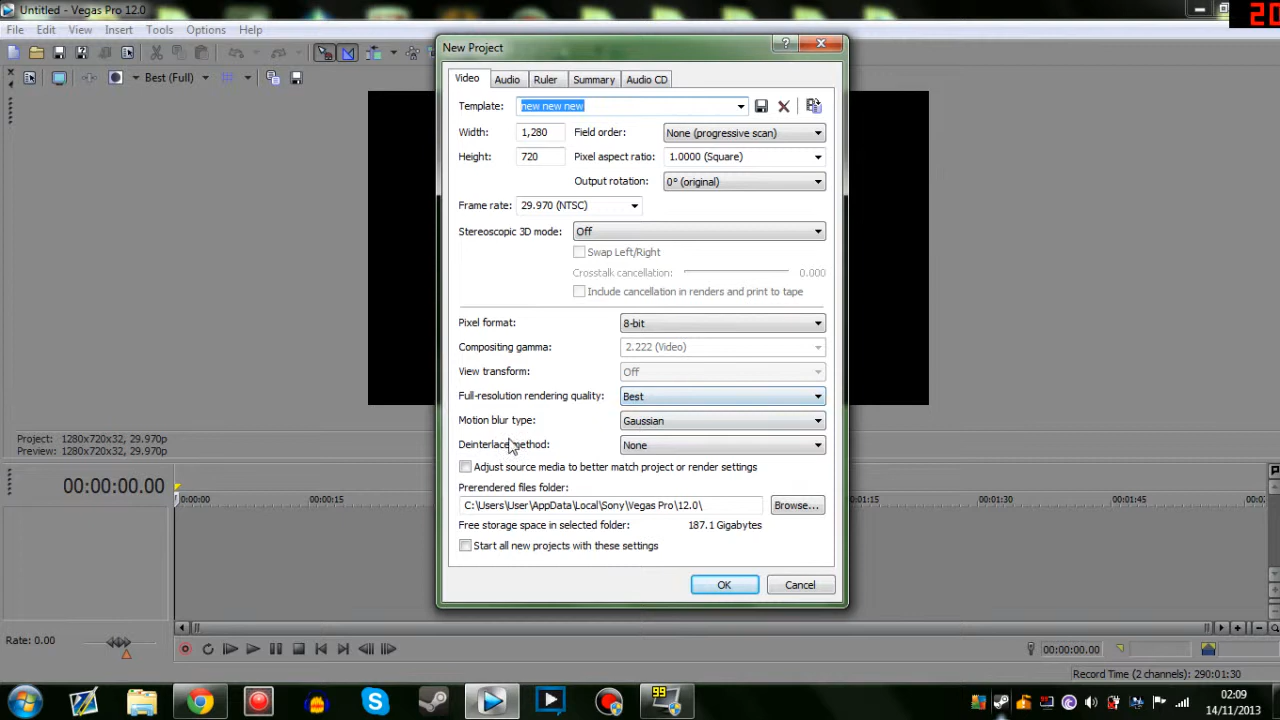 Untitled - Vegas Pro 12.0
20
File Edit View Insert Tools Options Help
Best (Full)
New Project
Video Audio Ruler Summary Audio CD
Template: new new new
Width: 1,280 Field order: None (progressive scan)
Height: 720 Pixel aspect ratio: 1.0000 (Square)
Output rotation: 0° (original)
Frame rate: 29.970 (NTSC)
Stereoscopic 3D mode: Off
Swap Left/Right
Crosstalk cancellation: 0.000
Include cancellation in renders and print to tape
Pixel format: 8-bit
Compositing gamma: 2.222 (Video)
View transform: Off
Full-resolution rendering quality: Best
Motion blur type: Gaussian
Deinterlace method: None
Adjust source media to better match project or render settings
Prerendered files folder:
C:\Users\User\AppData\Local\Sony\Vegas Pro\12.0\ Browse...
Free storage space in selected folder: 187.1 Gigabytes
Start all new projects with these settings
OK Cancel
Project: 1280x720x32, 29.970p
Preview: 1280x720x32, 29.970p
00:00:00.00
0:00:00 00:00:15 0:01:15 00:01:30 00:01:45
Rate: 0.00
00:00:00.00
Record Time (2 channels): 290:01:30
99
02:09
14/11/2013